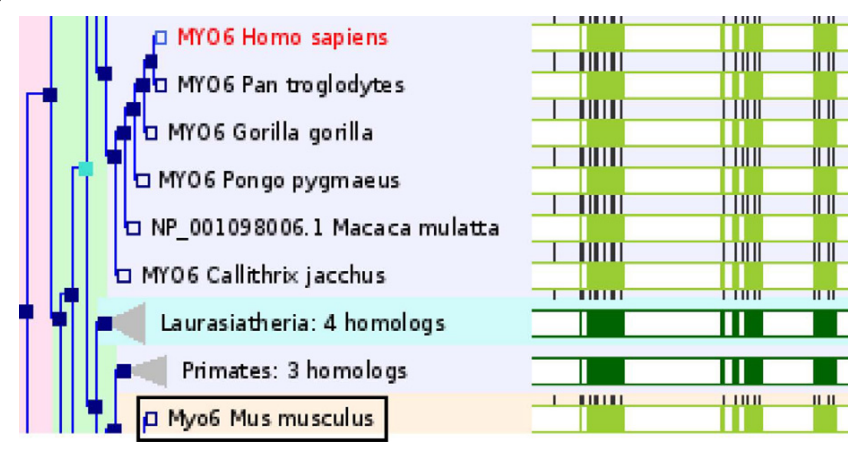 MYO6 Homo sapiens
MYO6 Pan troglodytes
MYO6 Gorilla gorilla
MYO6 Pongo pygmaeus
NP_001098006.1 Macaca mulatta
MYO6 Callithrix jacchus
Laurasiatheria: 4 homologs
Primates: 3 homologs
Myo6 Mus musculus